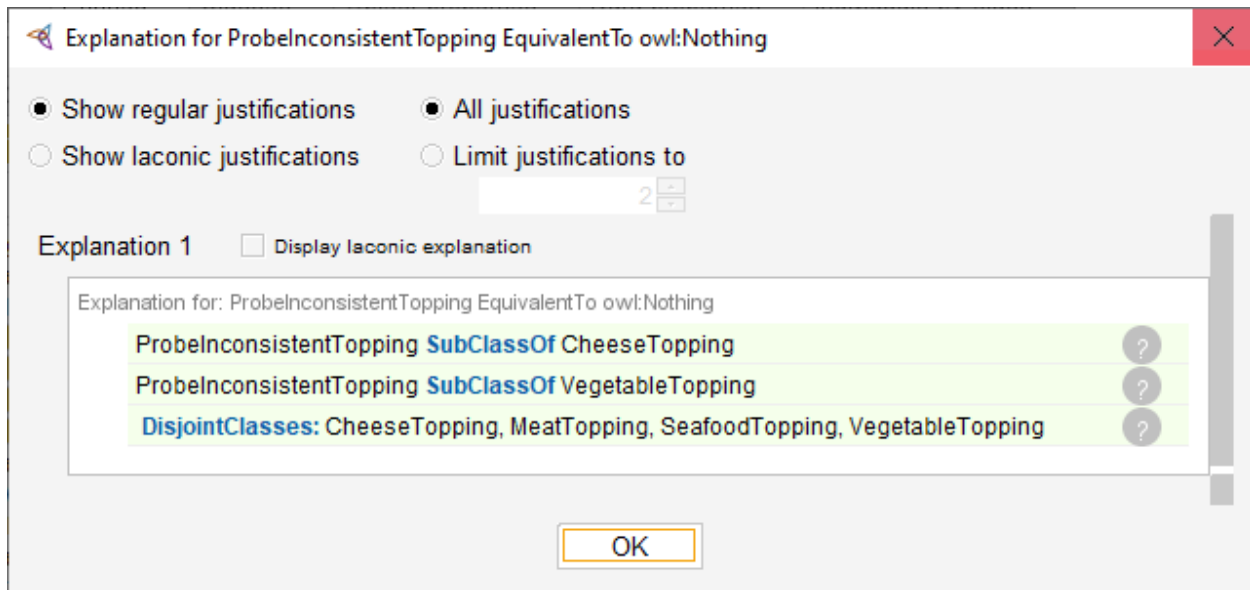 Explanation for ProbeInconsistentTopping EquivalentTo owl:Nothing
Show regular justifications All justifications
Show laconic justifications Limit justifications to
2
Explanation 1 Display laconic explanation
Explanation for: ProbeInconsistentTopping EquivalentTo owl:Nothing
ProbeInconsistentTopping SubClassOf CheeseTopping ?
ProbeInconsistentTopping SubClassOf VegetableTopping ?
DisjointClasses: CheeseTopping, MeatTopping, SeafoodTopping, VegetableTopping ?
OK